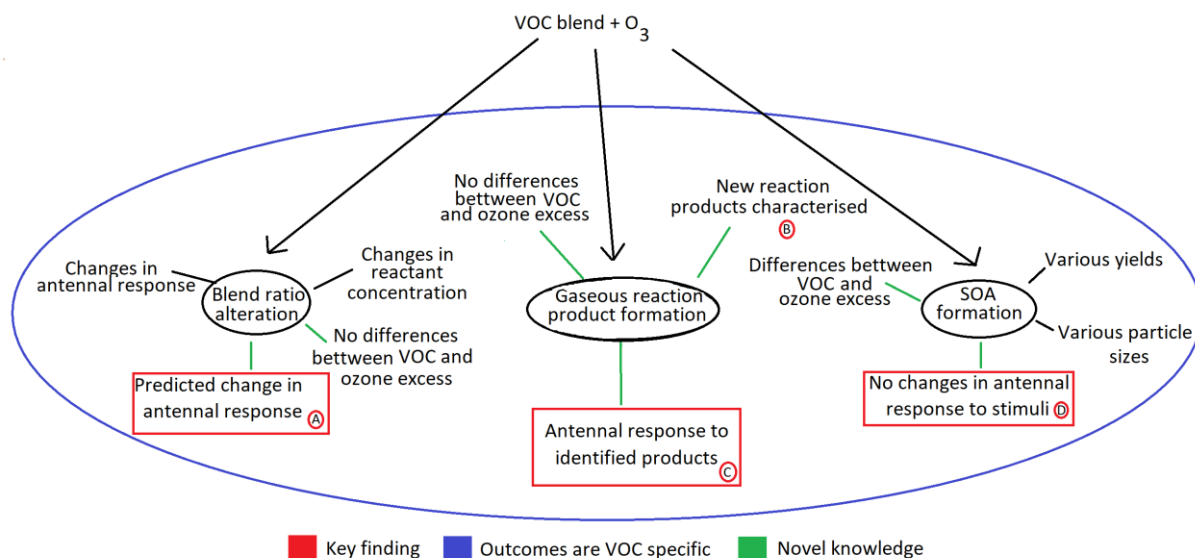 VOC blend + O3
No differences
bettween VOC
and ozone excess
New reaction
products characterised
B
Changes in
antennal response
Changes in
reactant
concentration
Blend ratio
alteration
No differences
bettween VOC and
ozone excess
Predicted change in
antennal response A
Gaseous reaction
product formation
Antennal response to
identified products C
Differences bettween
VOC and
ozone excess
SOA
formation
Various yields
Various particle
sizes
No changes in antennal
response to stimuli D
Key finding
Outcomes are VOC specific
Novel knowledge